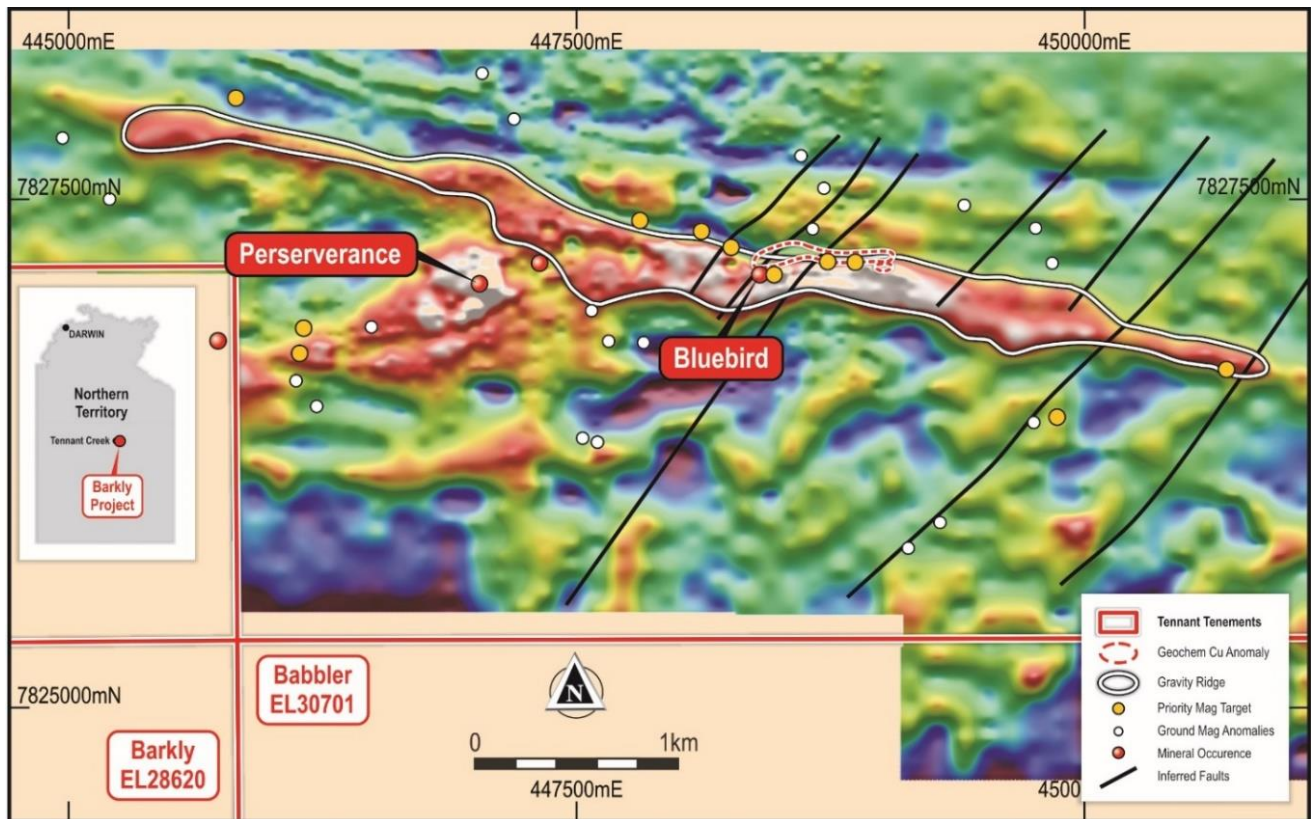 445000mE
447500mE
450000mE
7827500mN
7827500mN
Perserverance
Bluebird
DARWIN
Northern
Territory
Tennant Creek
Barkly
Project
Babbler
EL30701
Barkly
EL28620
7825000mN
N
0
1km
447500mE
Tennant Tenements
Geochem Cu Anomaly
Gravity Ridge
Priority Mag Target
Ground Mag Anomalies
Mineral Occurence
Inferred Faults